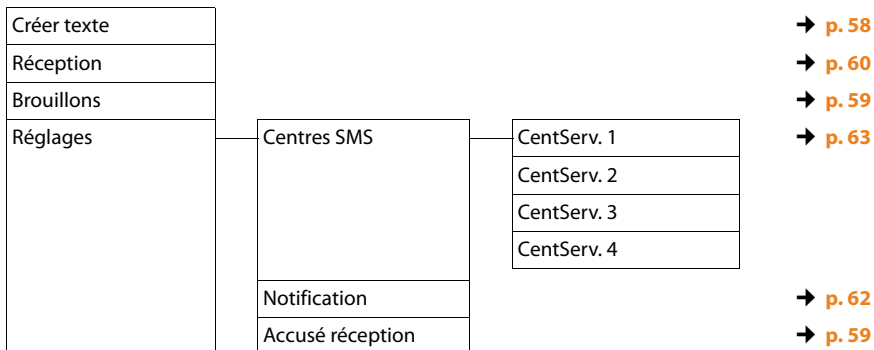 Créer texte ➔ p. 58
Réception ➔ p. 60
Brouillons ➔ p. 59
Réglages Centres SMS CentServ. 1 ➔ p. 63
CentServ. 2
CentServ. 3
CentServ. 4
Notification ➔ p. 62
Accusé réception ➔ p. 59